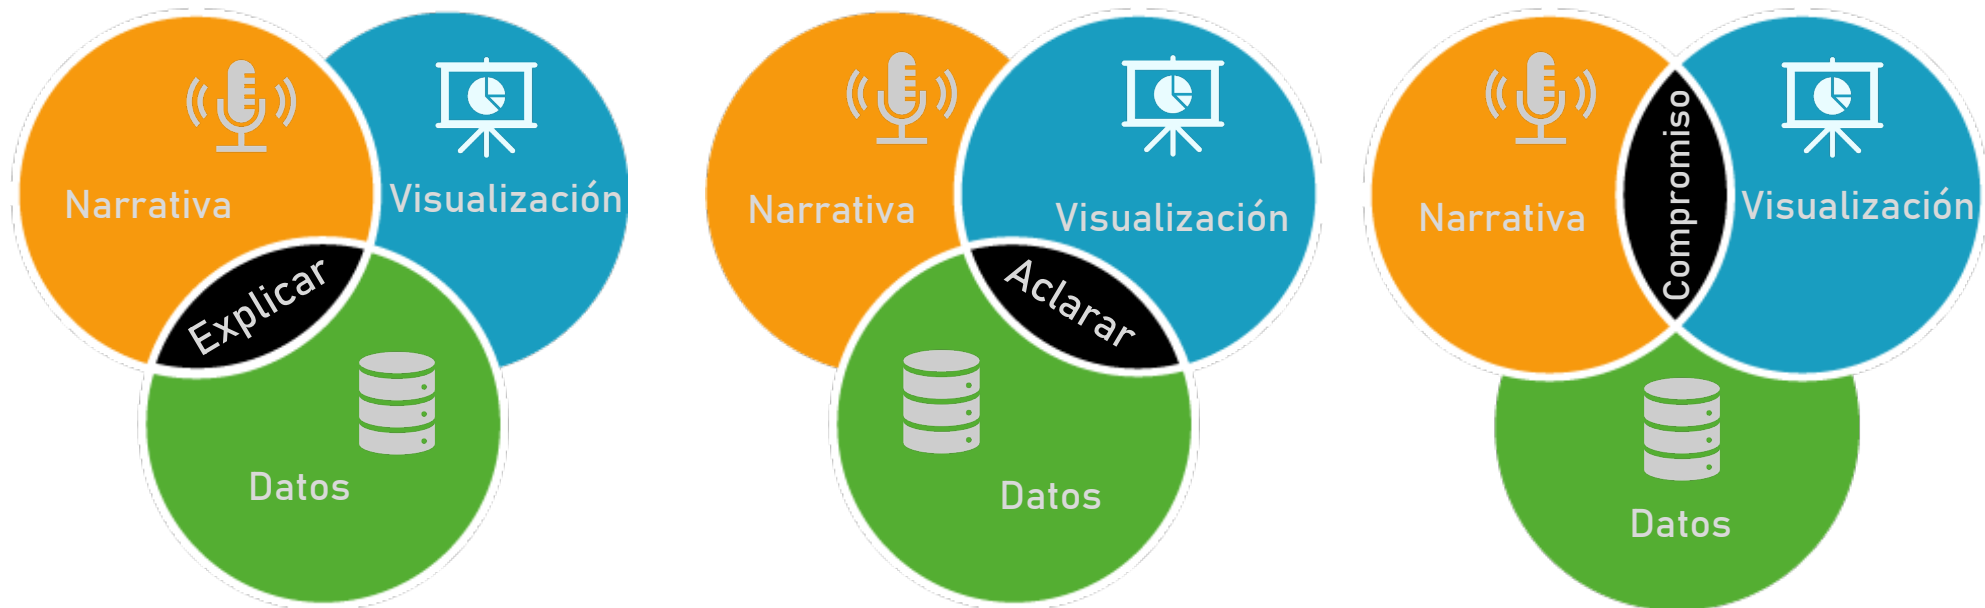 Narrativa
Visualización
Explicar
Datos
Narrativa
Visualización
Aclarar
Datos
Narrativa
Compromiso
Visualización
Datos